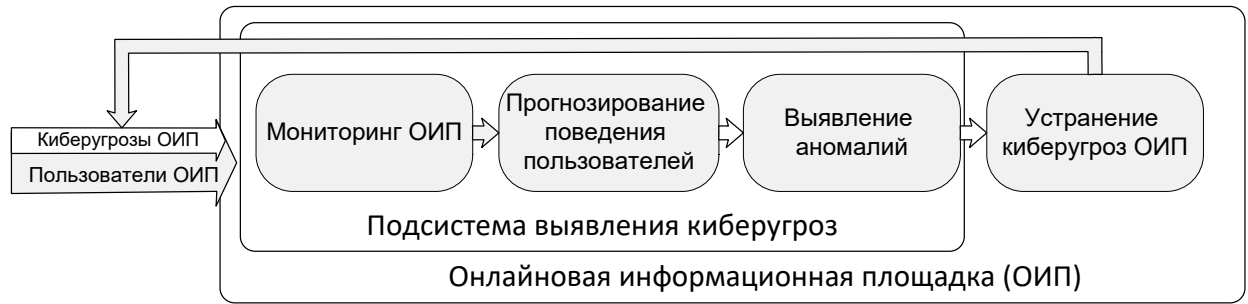 Киберугрозы ОИП
Пользователи ОИП
Мониторинг ОИП
Прогнозирование
поведения
пользователей
Выявление
аномалий
Устранение
киберугроз ОИП
Подсистема выявления киберугроз
Онлайновая информационная площадка (ОИП)